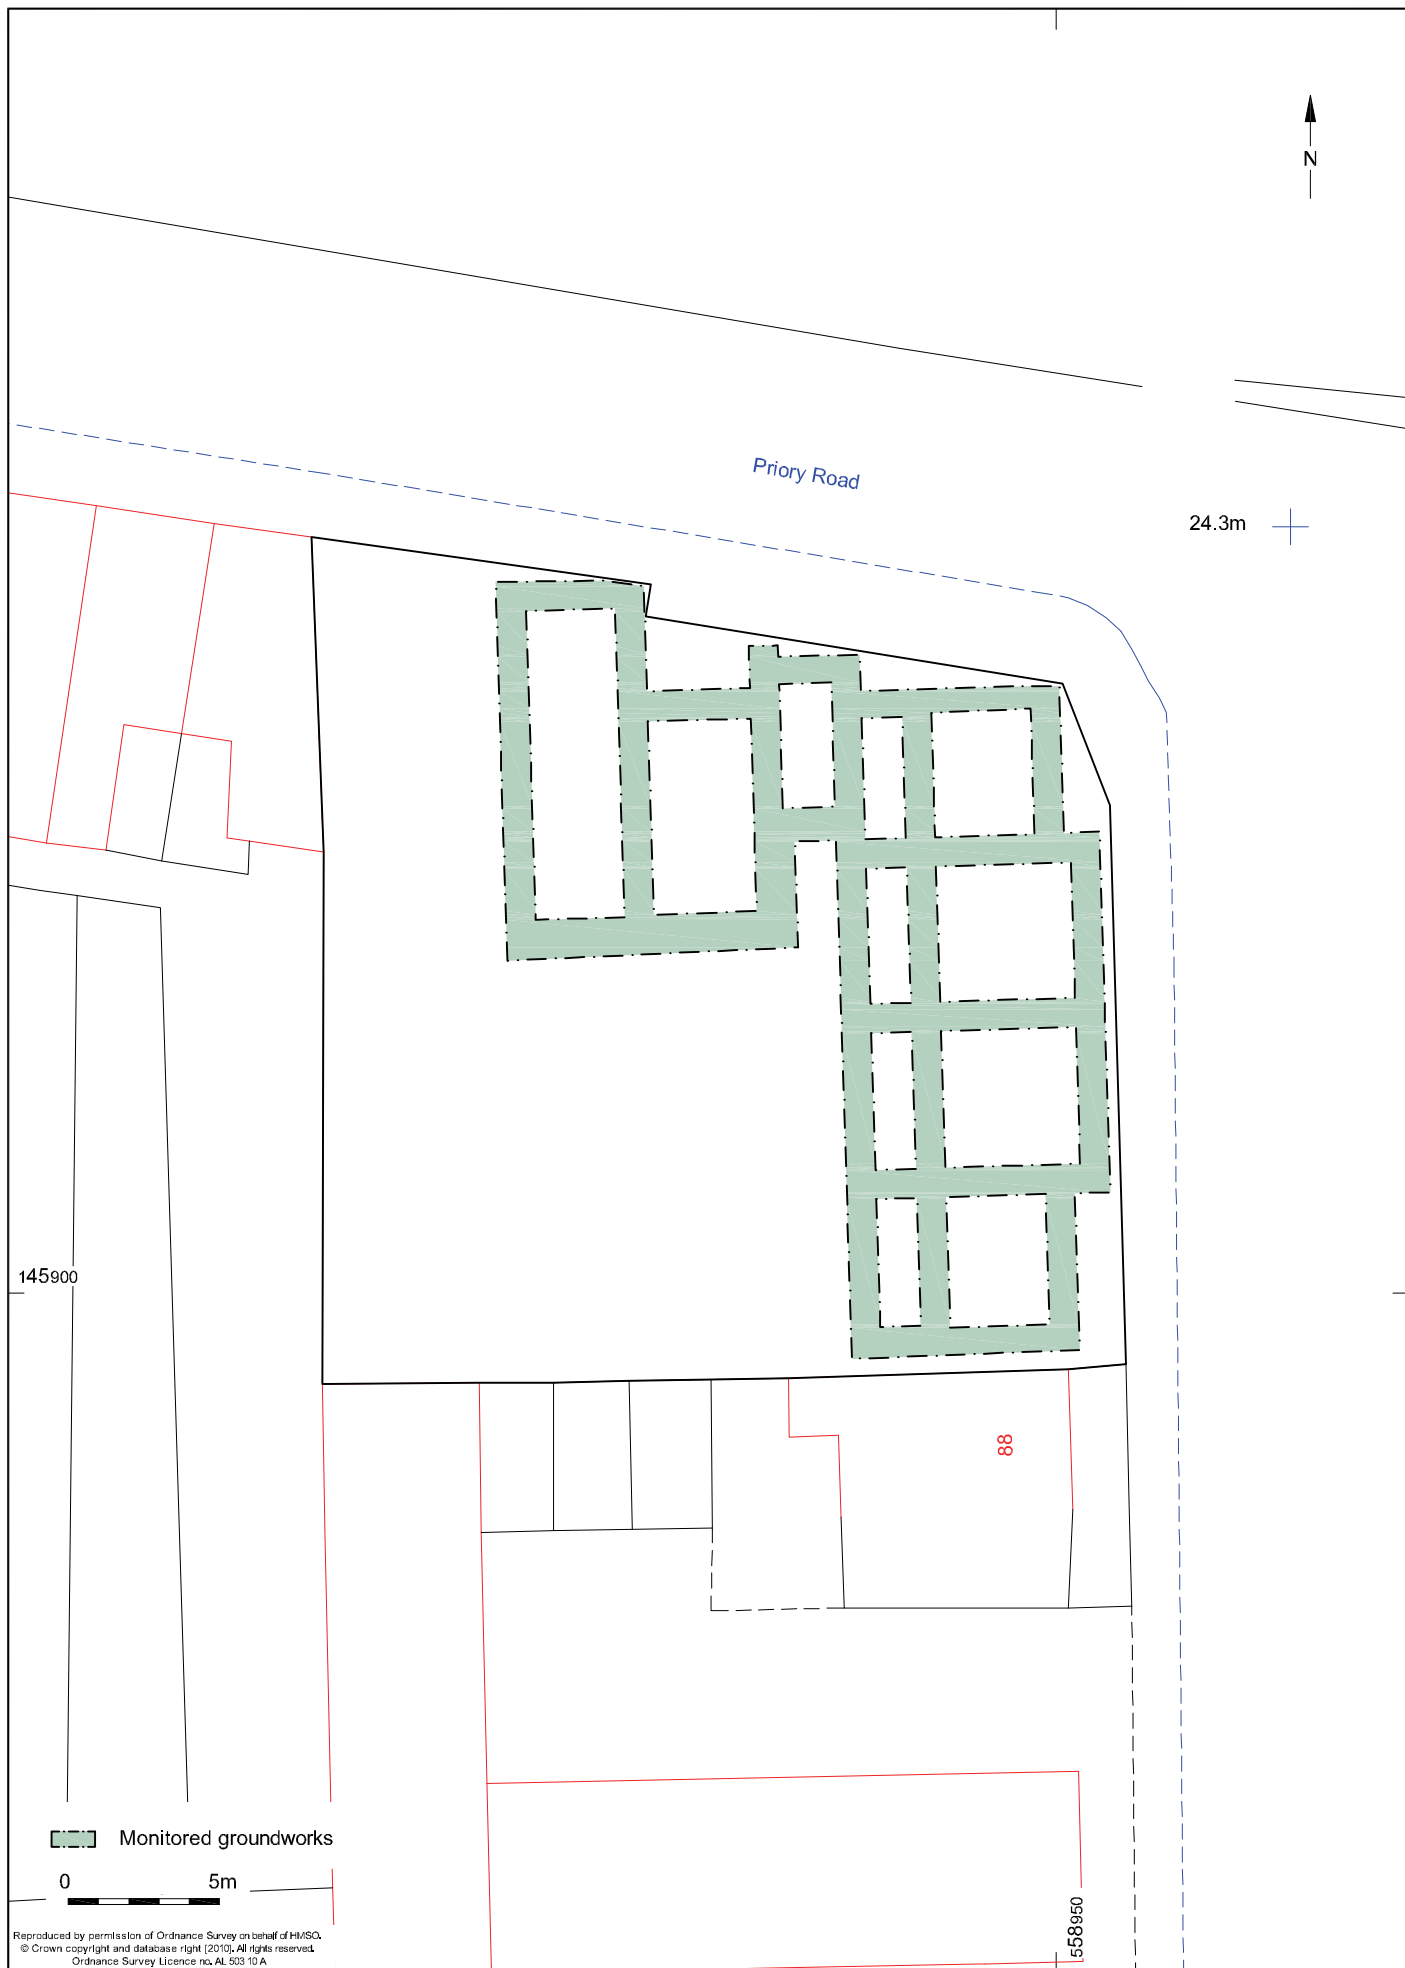 N
Priory Road
24.3m
145900
88
Monitored groundworks
0 5m
558950
Reproduced by permission of Ordnance Survey on behalf of HMSO.
© Crown copyright and database right [2010]. All rights reserved.
Ordnance Survey Licence no. AL 503 10 A